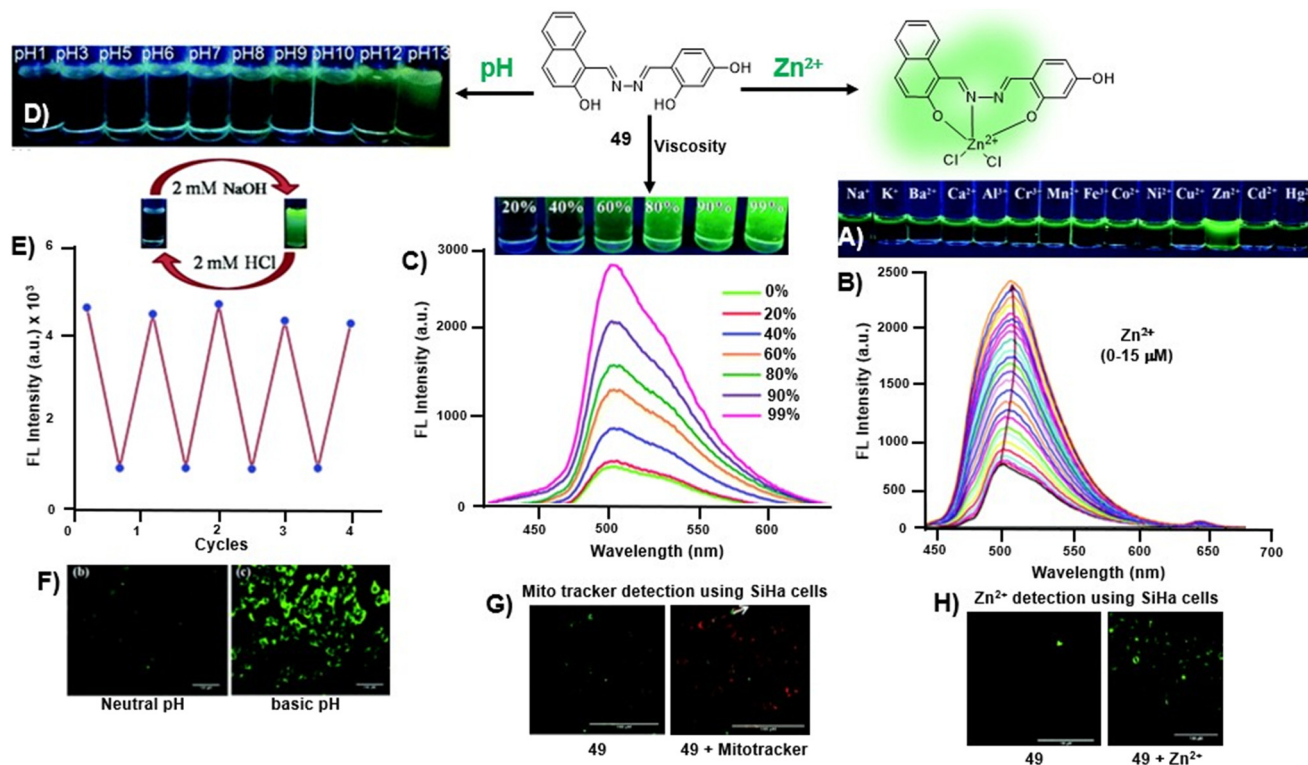 pH1 pH3 pH5 pH6 pH7 pH8 pH9 pH10 pH12 pH13
D)
pH
OH
N
N
HO
OH
49
Viscosity
Zn²⁺
N
N
O
O
OH
Zn²⁺
Cl
Cl
Na⁺ K⁺ Ba²⁺ Ca²⁺ Al³⁺ Cr³⁺ Mn²⁺ Fe³⁺ Co²⁺ Ni²⁺ Cu²⁺ Zn²⁺ Cd²⁺ Hg²
A)
2 mM NaOH
2 mM HCl
E)
6
4
2
0
FL Intensity (a.u.) x 10³
0 1 2 3 4
Cycles
20% 40% 60% 80% 90% 99%
C)
3000
2000
1000
0
FL Intensity (a.u.)
0%
20%
40%
60%
80%
90%
99%
450 500 550 600
Wavelength (nm)
B)
2500
2000
1500
1000
500
0
FL Intensity (a.u.)
Zn²⁺
(0-15 µM)
450 500 550 600 650 700
Wavelength (nm)
F)
(b)
(c)
Neutral pH
basic pH
G)
Mito tracker detection using SiHa cells
49
49 + Mitotracker
H)
Zn²⁺ detection using SiHa cells
49
49 + Zn²⁺